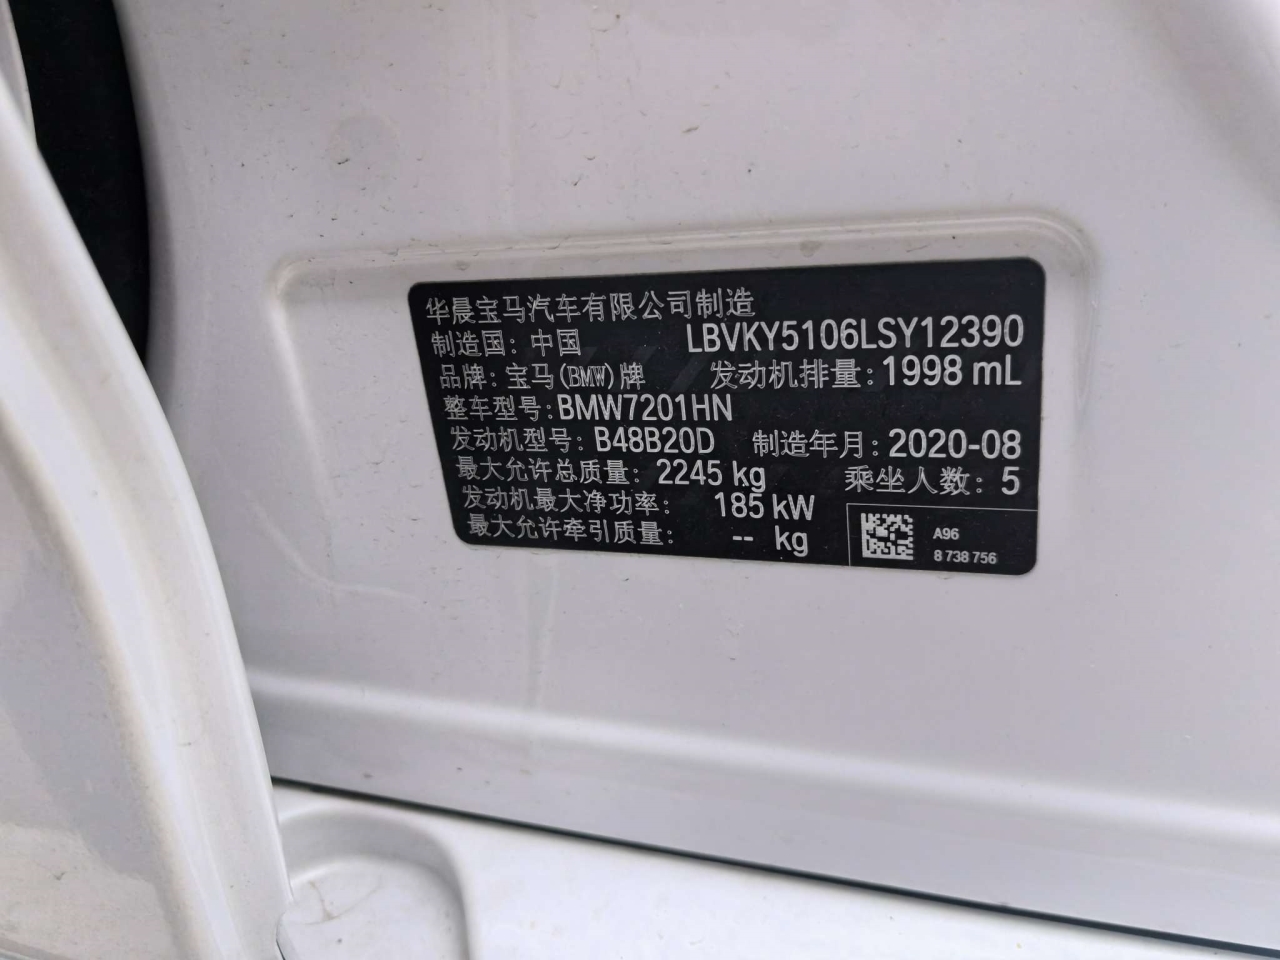 华晨宝马汽车有限公司制造
制造国: 中国 LBVKY5106LSY12390
品牌: 宝马(BMW)牌 发动机排量: 1998 mL
整车型号: BMW7201HN
发动机型号: B48B20D 制造年月: 2020-08
最大允许总质量: 2245 kg 乘坐人数: 5
发动机最大净功率: 185 kW
最大允许牵引质量: -- kg
A96
8 738 756